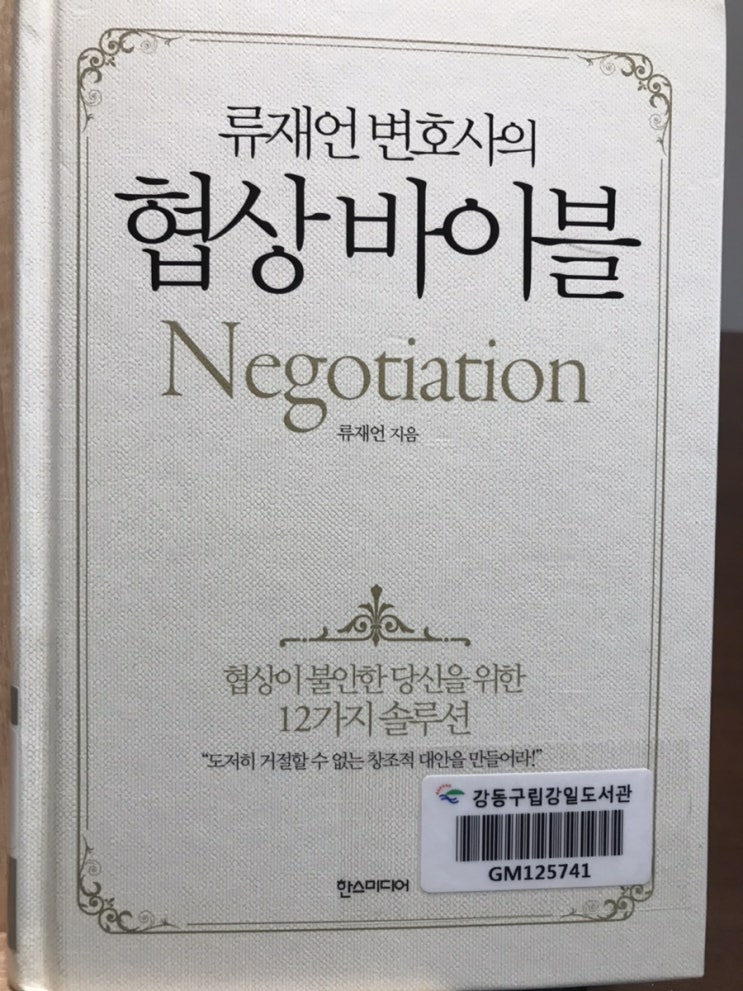 류재언 변호사의
협상 바이블
Negotiation
류재언 지음
협상이 불안한 당신을 위한
12가지 솔루션
“도저히 거절할 수 없는 창조적 대안을 만들어라!”
강동구립강일도서관
GM125741
한스미디어